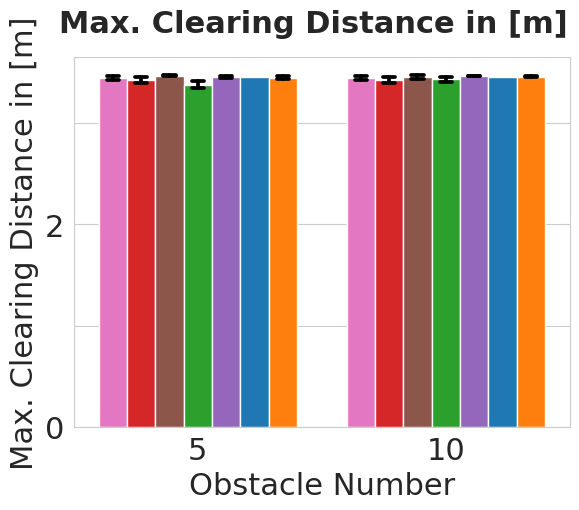 Max. Clearing Distance in [m]
Max. Clearing Distance in [m]
2
0
5 10
Obstacle Number